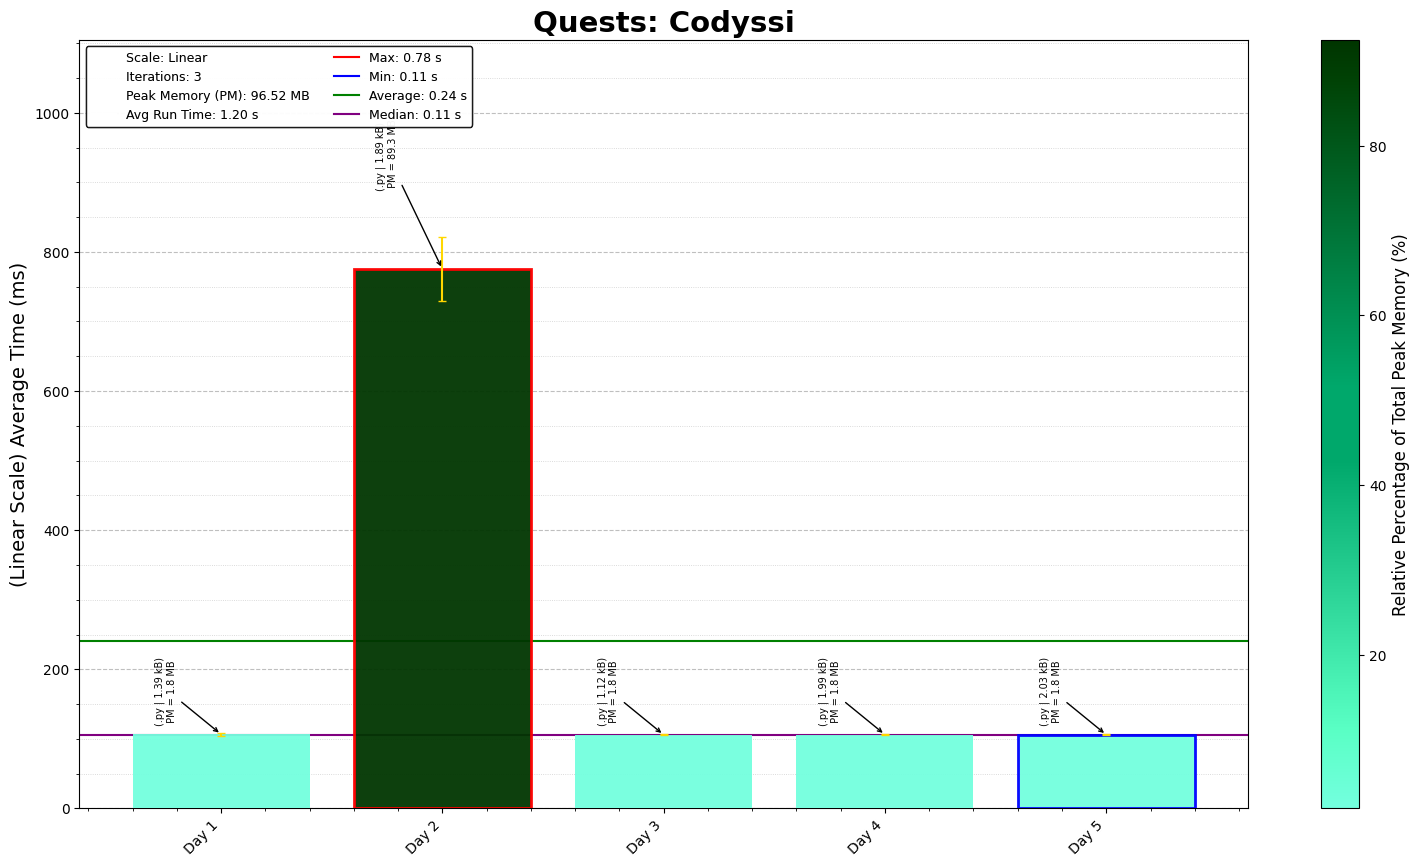 Quests: Codyssi
Scale: Linear
Iterations: 3
Peak Memory (PM): 96.52 MB
Avg Run Time: 1.20 s
Max: 0.78 s
Min: 0.11 s
Average: 0.24 s
Median: 0.11 s
(Linear Scale) Average Time (ms)
1000
800
600
400
200
0
(.py | 1.39 kB)
PM = 1.8 MB
(.py | 1.89 kB
PM = 89.3 M
(.py | 1.12 kB)
PM = 1.8 MB
(.py | 1.99 kB)
PM = 1.8 MB
(.py | 2.03 kB)
PM = 1.8 MB
Day 1
Day 2
Day 3
Day 4
Day 5
80
60
40
20
Relative Percentage of Total Peak Memory (%)